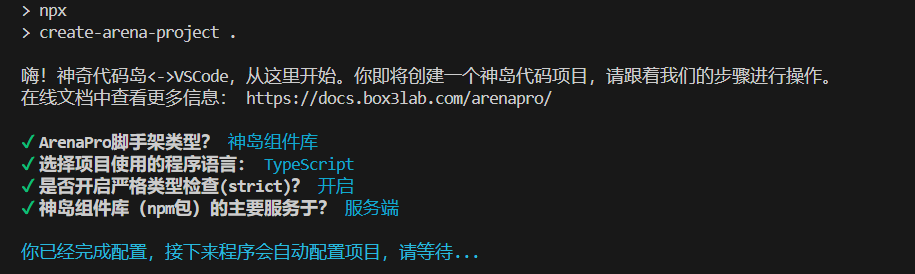 > npx
> create-arena-project .
嗨！神奇代码岛<->VSCode，从这里开始。你即将创建一个神岛代码项目，请跟着我们的步骤进行操作。
在线文档中查看更多信息： https://docs.box3lab.com/arenapro/
✓ ArenaPro脚手架类型？ 神岛组件库
✓ 选择项目使用的程序语言： TypeScript
✓ 是否开启严格类型检查(strict)? 开启
✓ 神岛组件库（npm包）的主要服务于？ 服务端
你已经完成配置，接下来程序会自动配置项目，请等待...